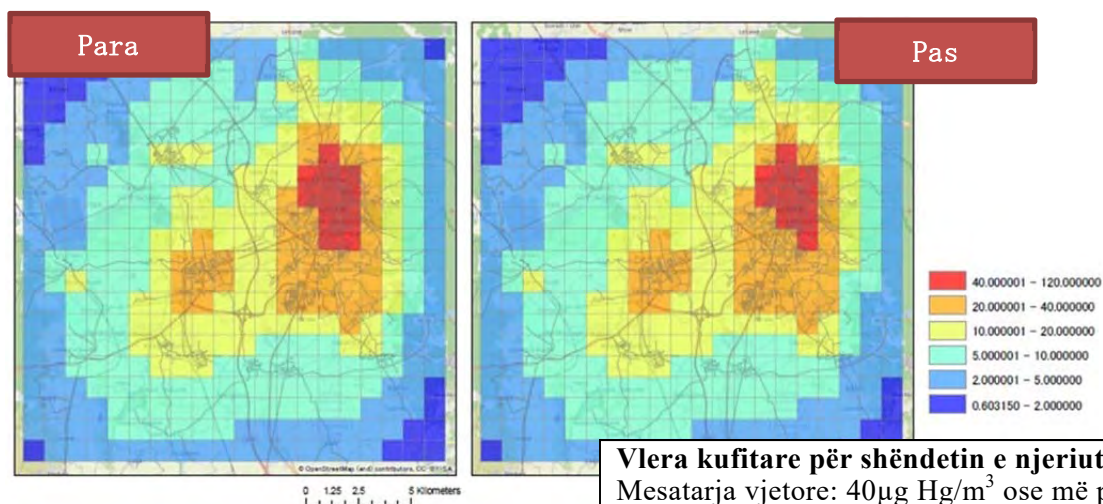 Para
Pas
40.000001 - 120.000000
20.000001 - 40.000000
10.000001 - 20.000000
5.000001 - 10.000000
2.000001 - 5.000000
0.603150 - 2.000000
© OpenStreetMap (and) contributors, CC-BY-SA
0 1.25 2.5 5 Kilometers
Vlera kufitare për shëndetin e njeriut
Mesatarja vjetore: 40µg Hg/m³ ose më p